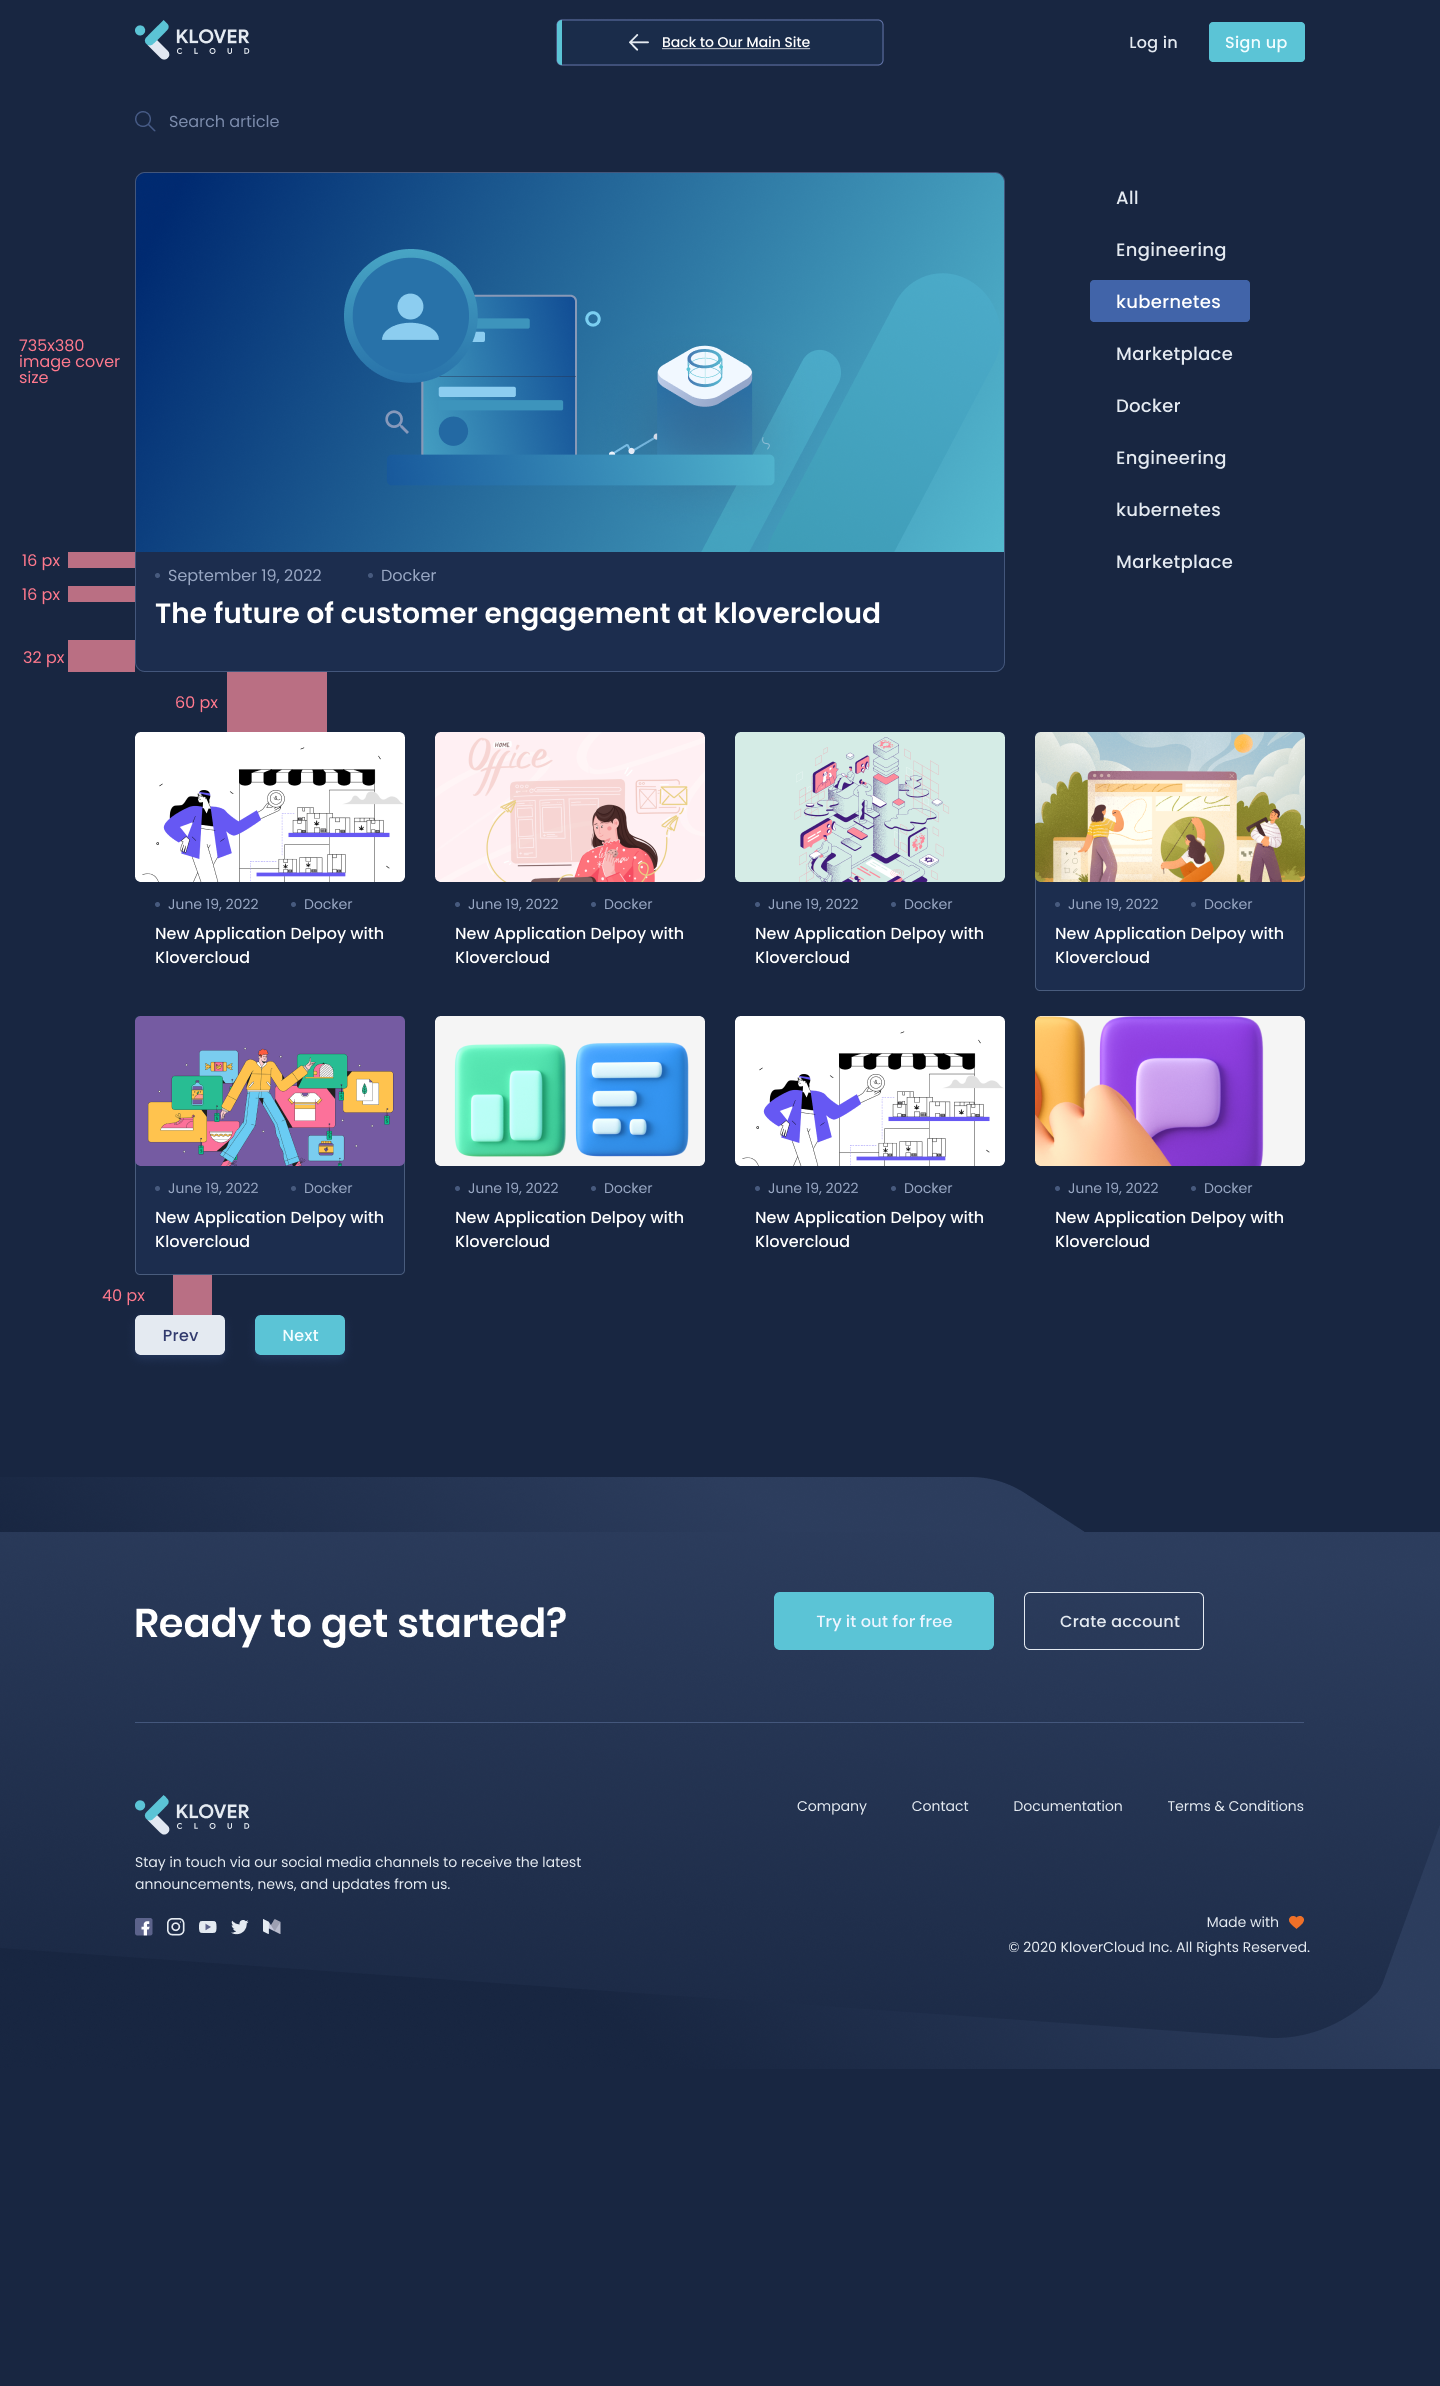 KLOVER
CLOUD
Back to Our Main Site
Log in
Sign up
Search article
All
Engineering
kubernetes
Marketplace
Docker
Engineering
kubernetes
Marketplace
735x380
image cover
size
16 px
16 px
32 px
September 19, 2022
Docker
The future of customer engagement at klovercloud
60 px
HOME
Office
June 19, 2022
Docker
New Application Delpoy with
Klovercloud
June 19, 2022
Docker
New Application Delpoy with
Klovercloud
June 19, 2022
Docker
New Application Delpoy with
Klovercloud
June 19, 2022
Docker
New Application Delpoy with
Klovercloud
June 19, 2022
Docker
New Application Delpoy with
Klovercloud
June 19, 2022
Docker
New Application Delpoy with
Klovercloud
June 19, 2022
Docker
New Application Delpoy with
Klovercloud
June 19, 2022
Docker
New Application Delpoy with
Klovercloud
40 px
Prev
Next
Ready to get started?
Try it out for free
Crate account
KLOVER
CLOUD
Company
Contact
Documentation
Terms & Conditions
Stay in touch via our social media channels to receive the latest
announcements, news, and updates from us.
Made with
© 2020 KloverCloud Inc. All Rights Reserved.